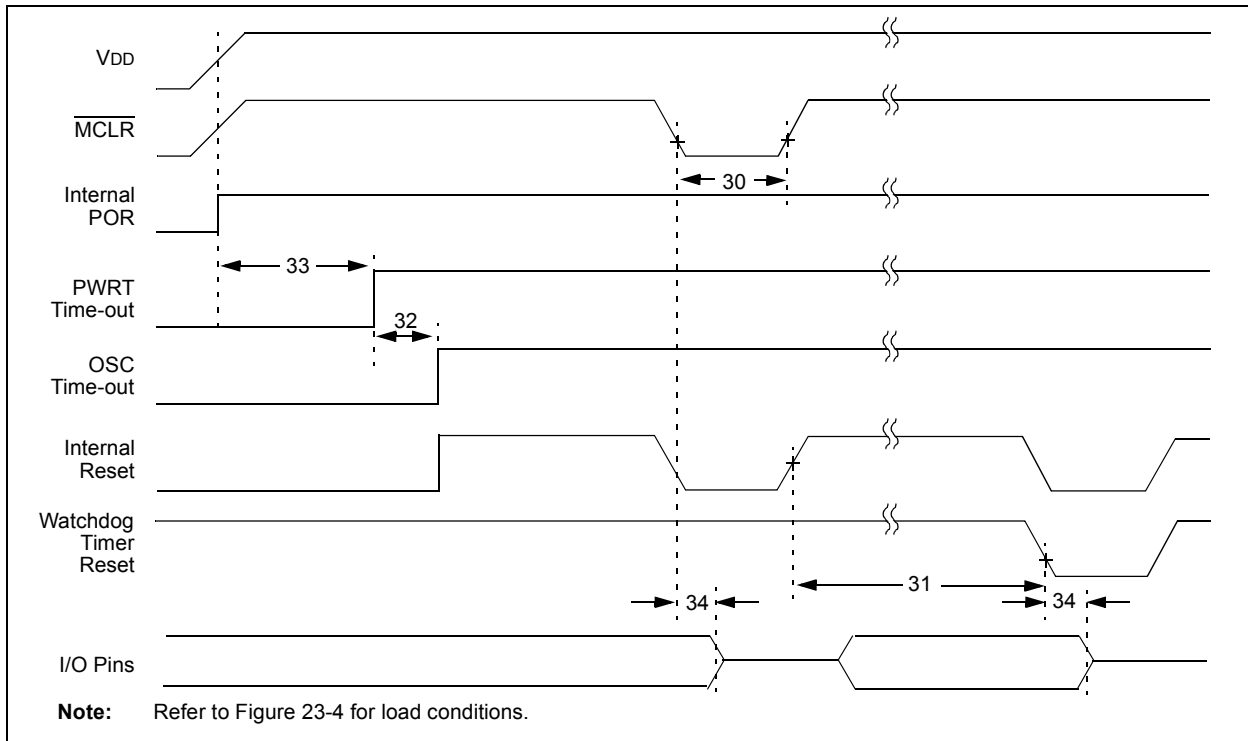 VDD
MCLR
30
Internal
POR
33
PWRT
Time-out
32
OSC
Time-out
Internal
Reset
Watchdog
Timer
Reset
31
34
34
I/O Pins
Note: Refer to Figure 23-4 for load conditions.